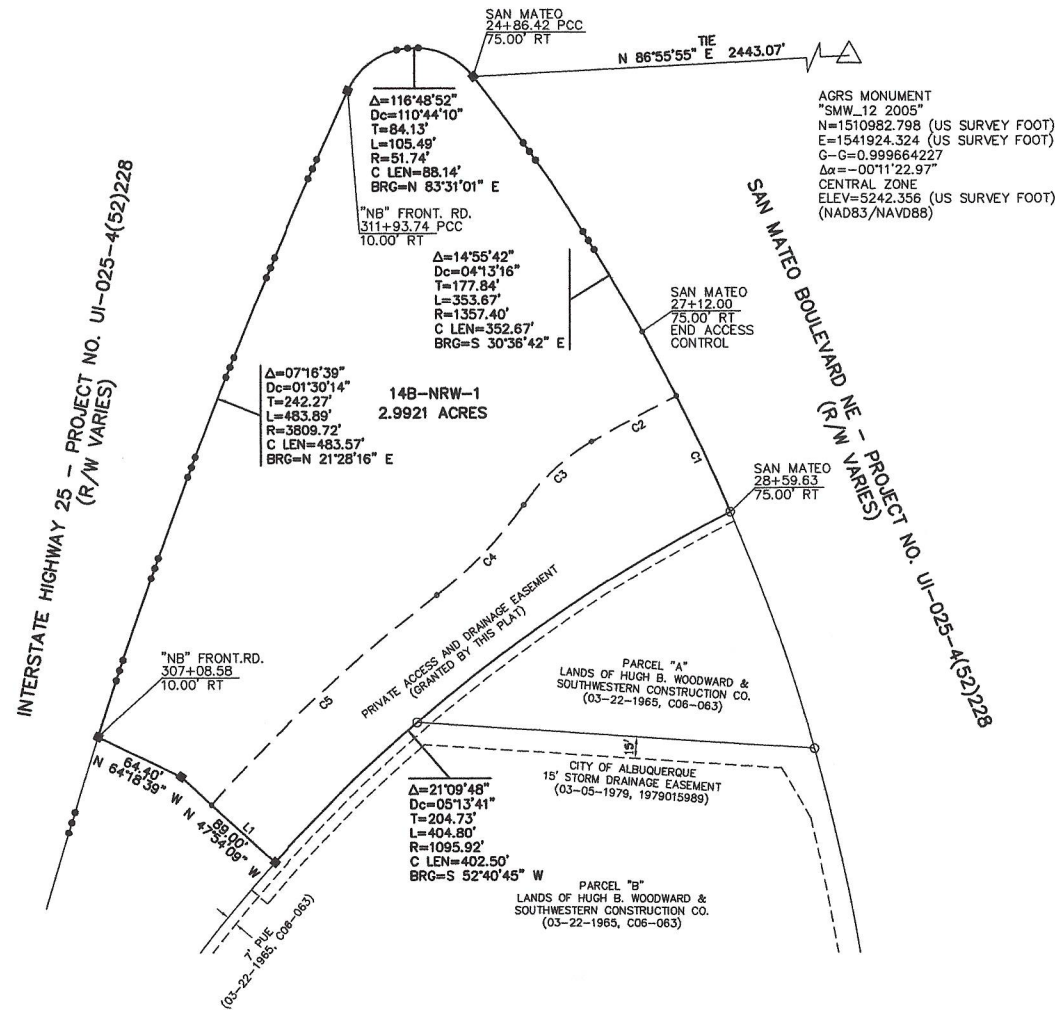 SAN MATEO
24+86.42 PCC
75.00' RT
TIE
N 86°55'55" E 2443.07'
AGRS MONUMENT
"SMW_12 2005"
N=1510982.798 (US SURVEY FOOT)
E=1541924.324 (US SURVEY FOOT)
G-G=0.999664227
Δα=-00°11'22.97"
CENTRAL ZONE
ELEV=5242.356 (US SURVEY FOOT)
(NAD83/NAVD88)
Δ=116°48'52"
Dc=110°44'10"
T=84.13'
L=105.49'
R=51.74'
C LEN=88.14'
BRG=N 83°31'01" E
"NB" FRONT. RD.
311+93.74 PCC
10.00' RT
Δ=14°55'42"
Dc=04°13'16"
T=177.84'
L=353.67'
R=1357.40'
C LEN=352.67'
BRG=S 30°36'42" E
SAN MATEO
27+12.00
75.00' RT
END ACCESS
CONTROL
INTERSTATE HIGHWAY 25 - PROJECT NO. UI-025-4(52)228
(R/W VARIES)
SAN MATEO BOULEVARD NE - PROJECT NO. UI-025-4(52)228
(R/W VARIES)
Δ=07°16'39"
Dc=01°30'14"
T=242.27'
L=483.89'
R=3809.72'
C LEN=483.57'
BRG=N 21°28'16" E
14B-NRW-1
2.9921 ACRES
C2
C1
C3
C4
C5
SAN MATEO
28+59.63
75.00' RT
PRIVATE ACCESS AND DRAINAGE EASEMENT
(GRANTED BY THIS PLAT)
"NB" FRONT.RD.
307+08.58
10.00' RT
PARCEL "A"
LANDS OF HUGH B. WOODWARD &
SOUTHWESTERN CONSTRUCTION CO.
(03-22-1965, C06-063)
64.40'
N 64°18'39" W
L1
89.00'
N 47°54'09" W
15'
CITY OF ALBUQUERQUE
15' STORM DRAINAGE EASEMENT
(03-05-1979, 1979015989)
Δ=21°09'48"
Dc=05°13'41"
T=204.73'
L=404.80'
R=1095.92'
C LEN=402.50'
BRG=S 52°40'45" W
PARCEL "B"
LANDS OF HUGH B. WOODWARD &
SOUTHWESTERN CONSTRUCTION CO.
(03-22-1965, C06-063)
7' PUE
(03-22-1965, C06-063)